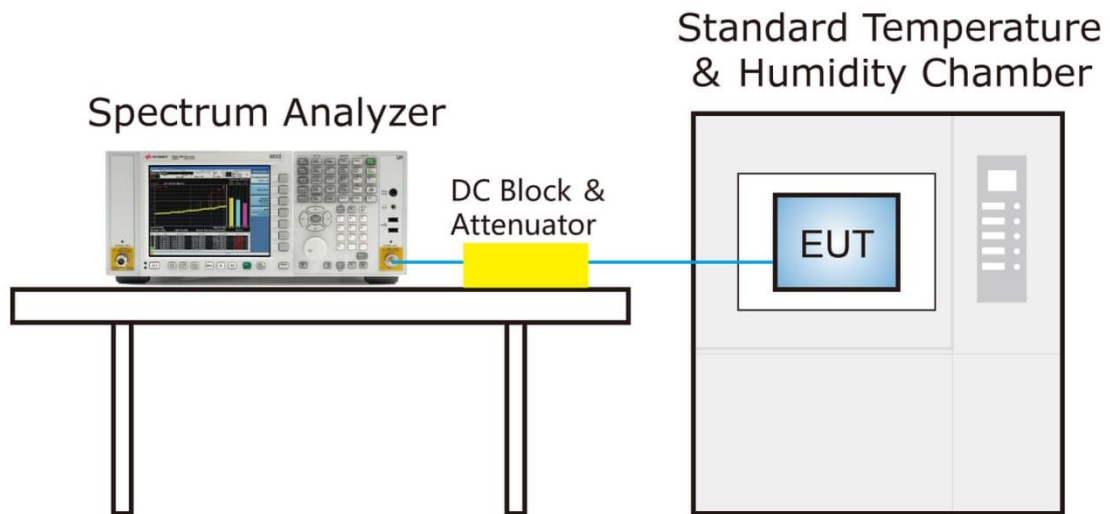 Standard Temperature
& Humidity Chamber
Spectrum Analyzer
DC Block &
Attenuator
EUT